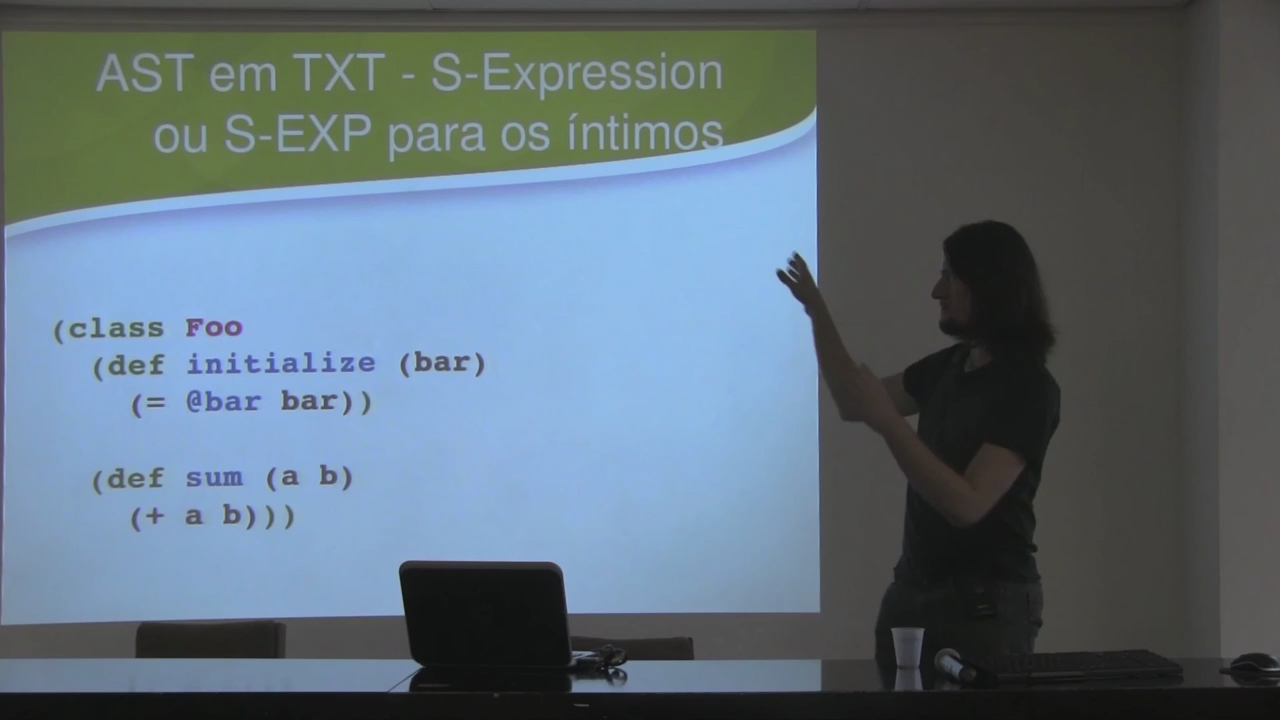 AST em TXT - S-Expression
ou S-EXP para os íntimos
(class Foo
(def initialize (bar)
(= @bar bar))
(def sum (a b)
(+ a b)))